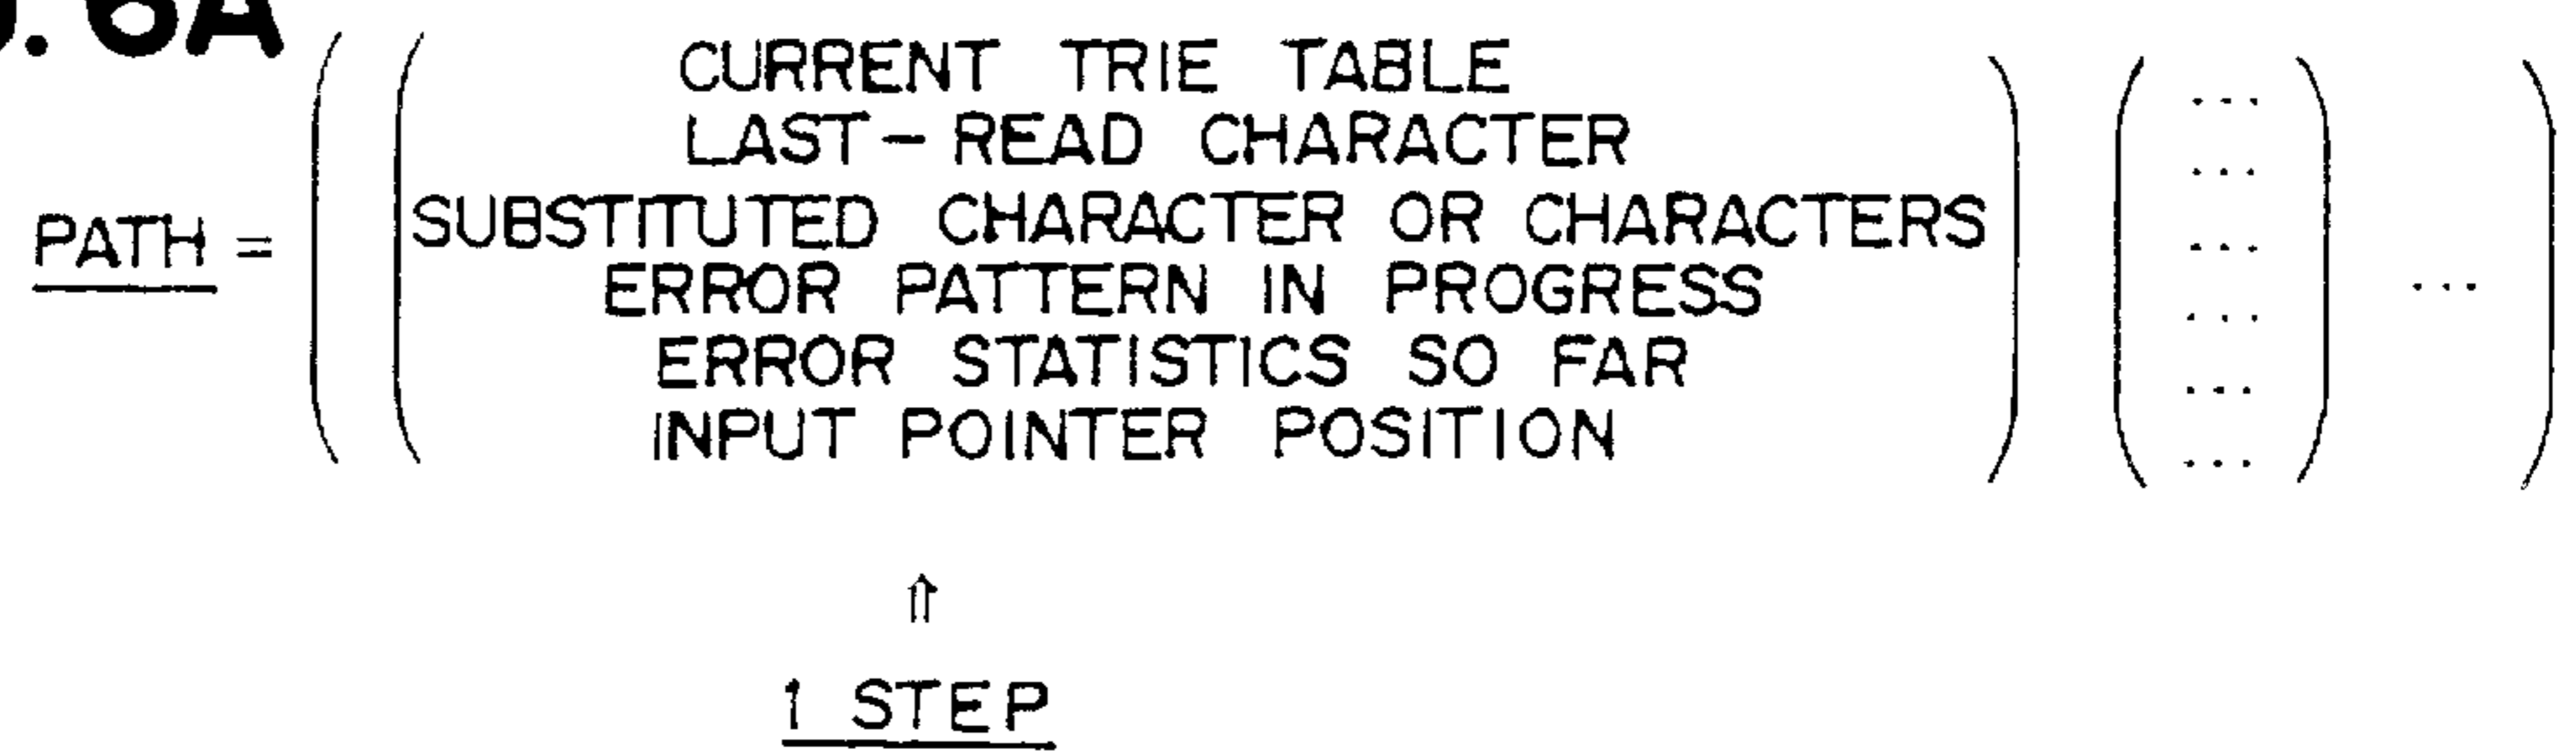 . 6A
CURRENT TRIE TABLE ...
LAST-READ CHARACTER ...
PATH = ( ( SUBSTITUTED CHARACTER OR CHARACTERS ) ( ... ) ... )
ERROR PATTERN IN PROGRESS ...
ERROR STATISTICS SO FAR ...
INPUT POINTER POSITION ...
⇑
1 STEP